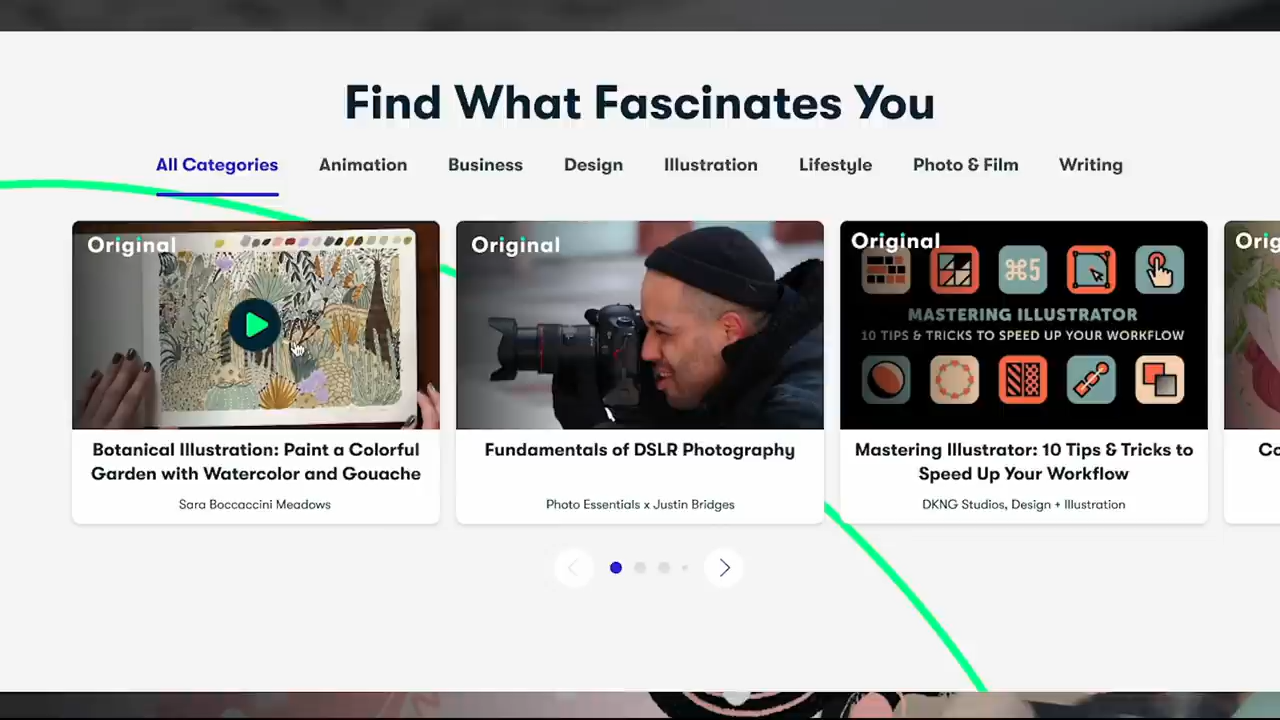 Find What Fascinates You
All Categories Animation Business Design Illustration Lifestyle Photo & Film Writing
Original
Botanical Illustration: Paint a Colorful
Garden with Watercolor and Gouache
Sara Boccaccini Meadows
Original
Fundamentals of DSLR Photography
Photo Essentials x Justin Bridges
Original
⌘5
MASTERING ILLUSTRATOR
10 TIPS & TRICKS TO SPEED UP YOUR WORKFLOW
Mastering Illustrator: 10 Tips & Tricks to
Speed Up Your Workflow
DKNG Studios, Design + Illustration
Orig
Co